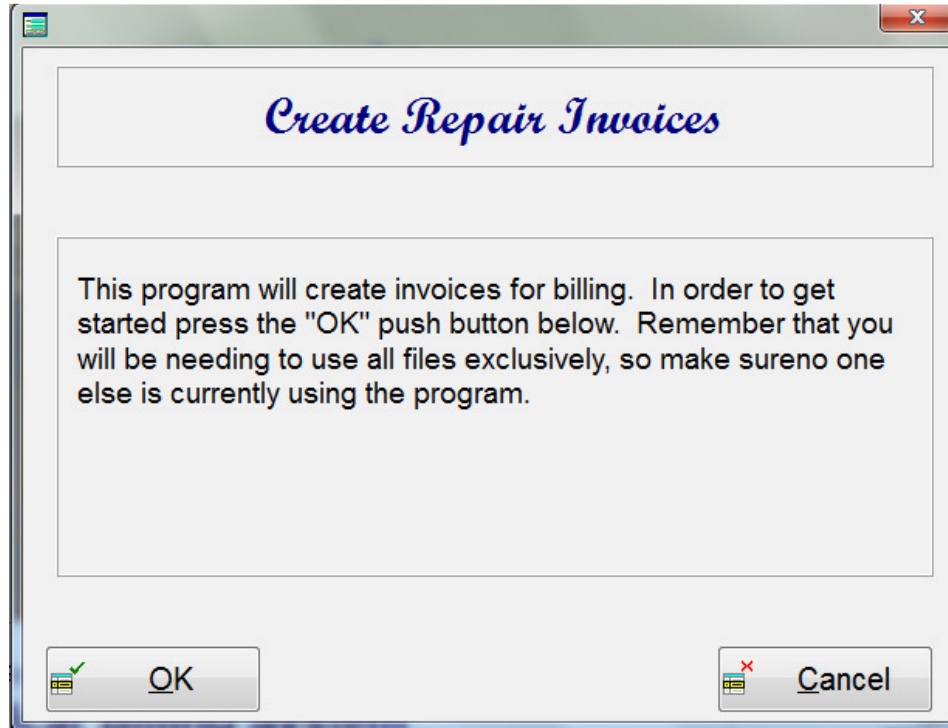 Create Repair Invoices
This program will create invoices for billing.  In order to get
started press the "OK" push button below.  Remember that you
will be needing to use all files exclusively, so make sureno one
else is currently using the program.
OK
Cancel